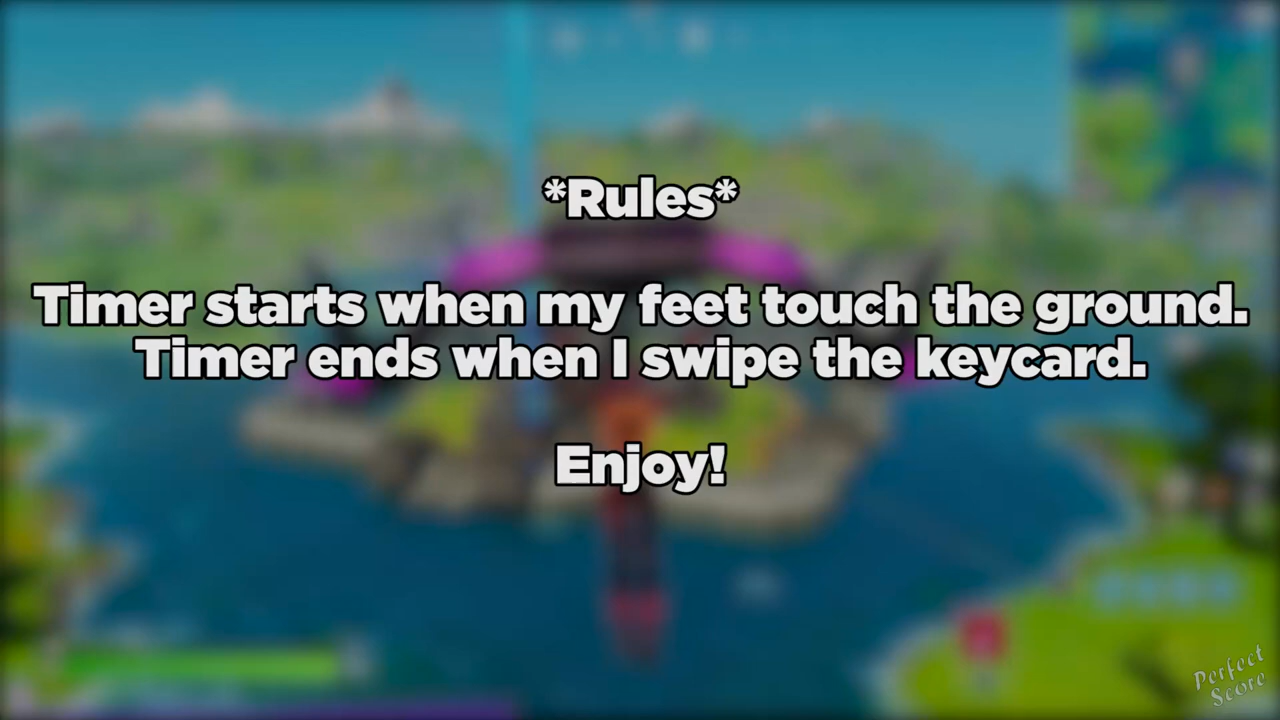 *Rules*
Timer starts when my feet touch the ground.
Timer ends when I swipe the keycard.
Enjoy!
Perfect
Score